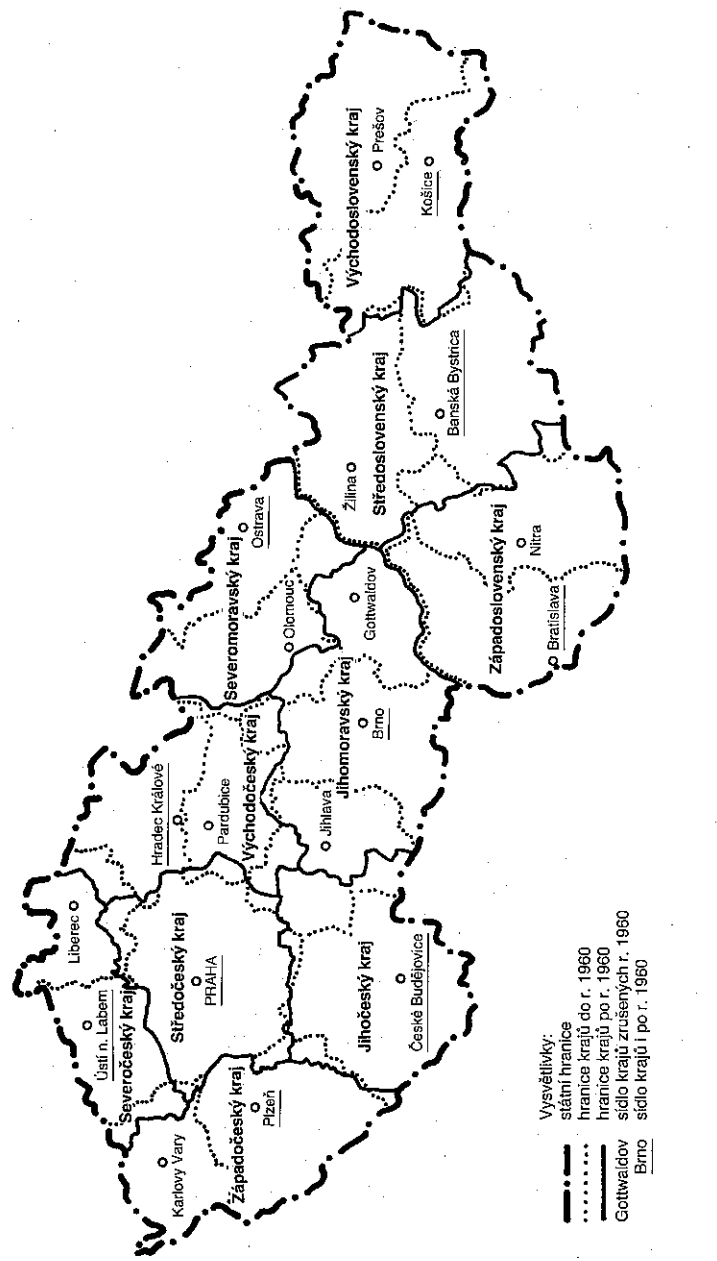 Liberec
Ústí n. Labem
Severočeský kraj
Karlovy Vary
Západočeský kraj
Plzeň
Středočeský kraj
PRAHA
Hradec Králové
Pardubice
Východočeský kraj
Jihočeský kraj
České Budějovice
Jihlava
Jihomoravský kraj
Brno
Gottwaldov
Severomoravský kraj
Olomouc
Ostrava
Žilina
Středoslovenský kraj
Banská Bystrica
Západoslovenský kraj
Nitra
Bratislava
Východoslovenský kraj
Prešov
Košice
Vysvětlivky:
státní hranice
hranice krajů do r. 1960
hranice krajů po r. 1960
Gottwaldov sídlo krajů zrušených r. 1960
Brno sídlo krajů i po r. 1960